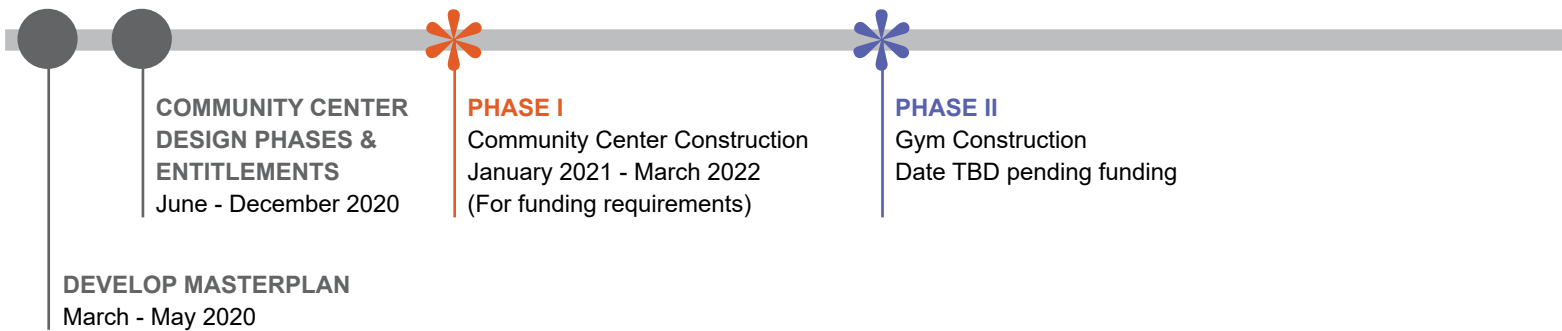 COMMUNITY CENTER
DESIGN PHASES &
ENTITLEMENTS
June - December 2020
PHASE I
Community Center Construction
January 2021 - March 2022
(For funding requirements)
PHASE II
Gym Construction
Date TBD pending funding
DEVELOP MASTERPLAN
March - May 2020